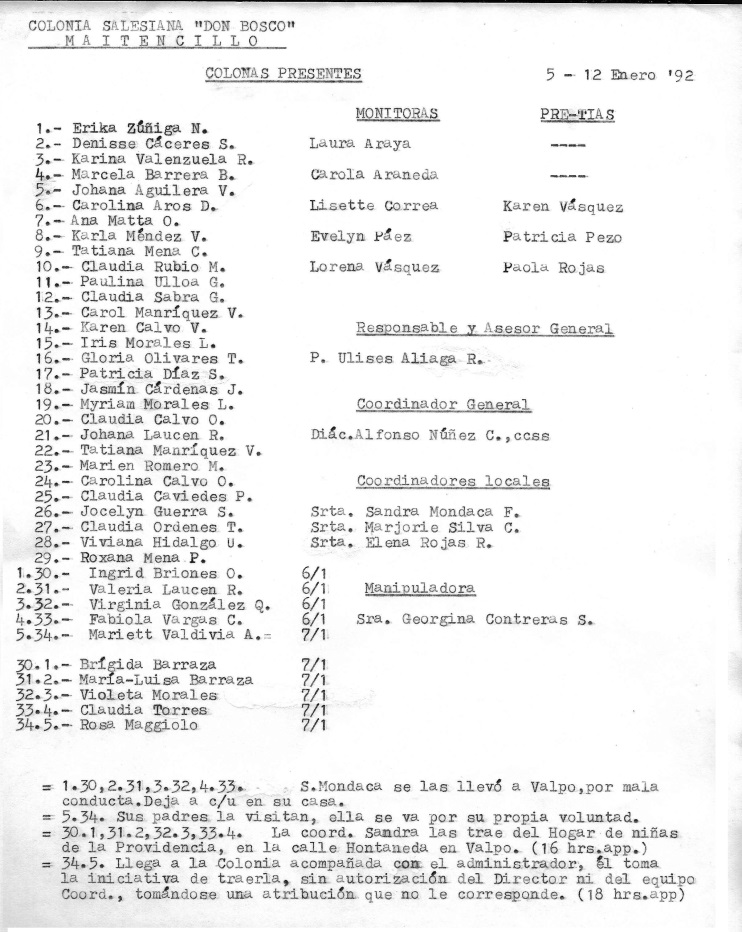 COLONIA SALESIANA "DON BOSCO"
M A I T E N C I L L O
COLONAS PRESENTES 5 - 12 Enero '92
MONITORAS PRE-TIAS
1.- Erika Zúñiga N.
2.- Denisse Cáceres S. Laura Araya ----
3.- Karina Valenzuela R.
4.- Marcela Barrera B. Carola Araneda ----
5.- Johana Aguilera V.
6.- Carolina Aros D. Lisette Correa Karen Vásquez
7.- Ana Matta O.
8.- Karla Méndez V. Evelyn Páez Patricia Pezo
9.- Tatiana Mena C.
10.- Claudia Rubio M. Lorena Vásquez Paola Rojas
11.- Paulina Ulloa G.
12.- Claudia Sabra G.
13.- Carol Manríquez V.
14.- Karen Calvo V. Responsable y Asesor General
15.- Iris Morales L.
16.- Gloria Olivares T. P. Ulises Aliaga R.
17.- Patricia Díaz S.
18.- Jasmín Cárdenas J.
19.- Myriam Morales L. Coordinador General
20.- Claudia Calvo O.
21.- Johana Laucen R. Diác.Alfonso Núñez C.,ccss
22.- Tatiana Manríquez V.
23.- Marien Romero M.
24.- Carolina Calvo O. Coordinadores locales
25.- Claudia Caviedes P.
26.- Jocelyn Guerra S. Srta. Sandra Mondaca F.
27.- Claudia Ordenes T. Srta. Marjorie Silva C.
28.- Viviana Hidalgo U. Srta. Elena Rojas R.
29.- Roxana Mena P.
1.30.- Ingrid Briones O. 6/1
2.31.- Valeria Laucen R. 6/1 Manipuladora
3.32.- Virginia González Q. 6/1
4.33.- Fabiola Vargas C. 6/1 Sra. Georgina Contreras S.
5.34.- Mariett Valdivia A.= 7/1
30.1.- Brígida Barraza 7/1
31.2.- María-Luisa Barraza 7/1
32.3.- Violeta Morales 7/1
33.4.- Claudia Torres 7/1
34.5.- Rosa Maggiolo 7/1
= 1.30,2.31,3.32,4.33. S.Mondaca se las llevó a Valpo,por mala
conducta.Deja a c/u en su casa.
= 5.34. Sus padres la visitan, ella se va por su propia voluntad.
= 30.1,31.2,32.3,33.4. La coord. Sandra las trae del Hogar de niñas
de la Providencia, en la calle Hontaneda en Valpo. (16 hrs.app.)
= 34.5. Llega a la Colonia acompañada con el administrador, él toma
la iniciativa de traerla, sin autorización del Director ni del equipo
Coord., tomándose una atribución que no le corresponde. (18 hrs.app)